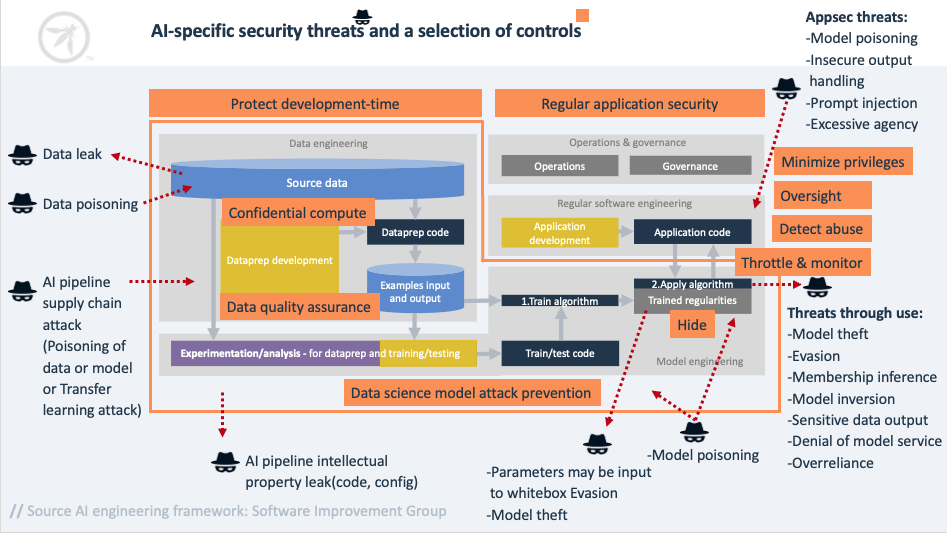 AI-specific security threats and a selection of controls
Appsec threats:
-Model poisoning
-Insecure output
handling
-Prompt injection
-Excessive agency
Protect development-time
Regular application security
Data engineering
Operations & governance
Data leak
Source data
Operations
Governance
Minimize privileges
Data poisoning
Confidential compute
Regular software engineering
Oversight
Dataprep code
Application
development
Application code
Detect abuse
Dataprep development
Throttle & monitor
AI pipeline
supply chain
attack
(Poisoning of
data or model
or Transfer
learning attack)
Examples input
and output
Data quality assurance
1.Train algorithm
2.Apply algorithm
Trained regularities
Hide
Threats through use:
-Model theft
-Evasion
-Membership inference
-Model inversion
-Sensitive data output
-Denial of model service
-Overreliance
Experimentation/analysis - for dataprep and training/testing
Train/test code
Model engineering
Data science model attack prevention
AI pipeline intellectual
property leak(code, config)
-Model poisoning
-Parameters may be input
to whitebox Evasion
-Model theft
// Source AI engineering framework: Software Improvement Group
TM